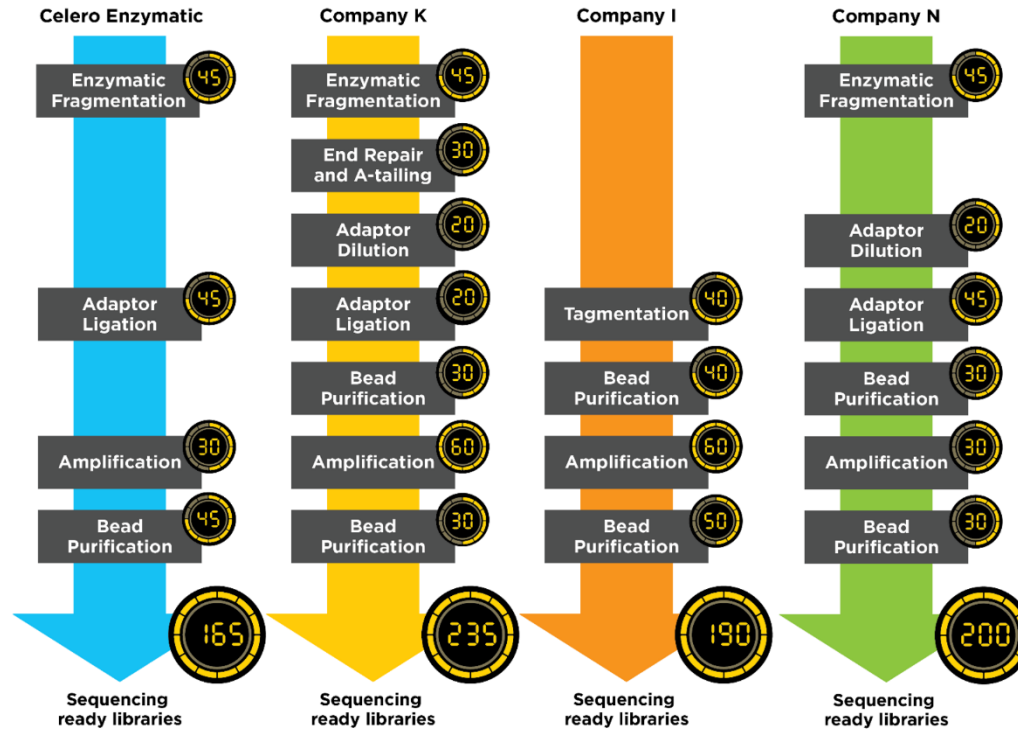 Celero Enzymatic
Enzymatic
Fragmentation
45
Adaptor
Ligation
45
Amplification
30
Bead
Purification
45
165
Sequencing
ready libraries
Company K
Enzymatic
Fragmentation
45
End Repair
and A-tailing
30
Adaptor
Dilution
20
Adaptor
Ligation
20
Bead
Purification
30
Amplification
60
Bead
Purification
30
235
Sequencing
ready libraries
Company I
Tagmentation
40
Bead
Purification
40
Amplification
60
Bead
Purification
50
190
Sequencing
ready libraries
Company N
Enzymatic
Fragmentation
45
Adaptor
Dilution
20
Adaptor
Ligation
45
Bead
Purification
30
Amplification
30
Bead
Purification
30
200
Sequencing
ready libraries